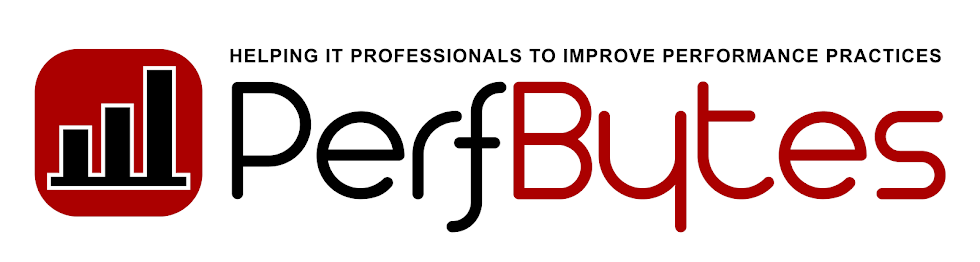 HELPING IT PROFESSIONALS TO IMPROVE PERFORMANCE PRACTICES
PerfBytes